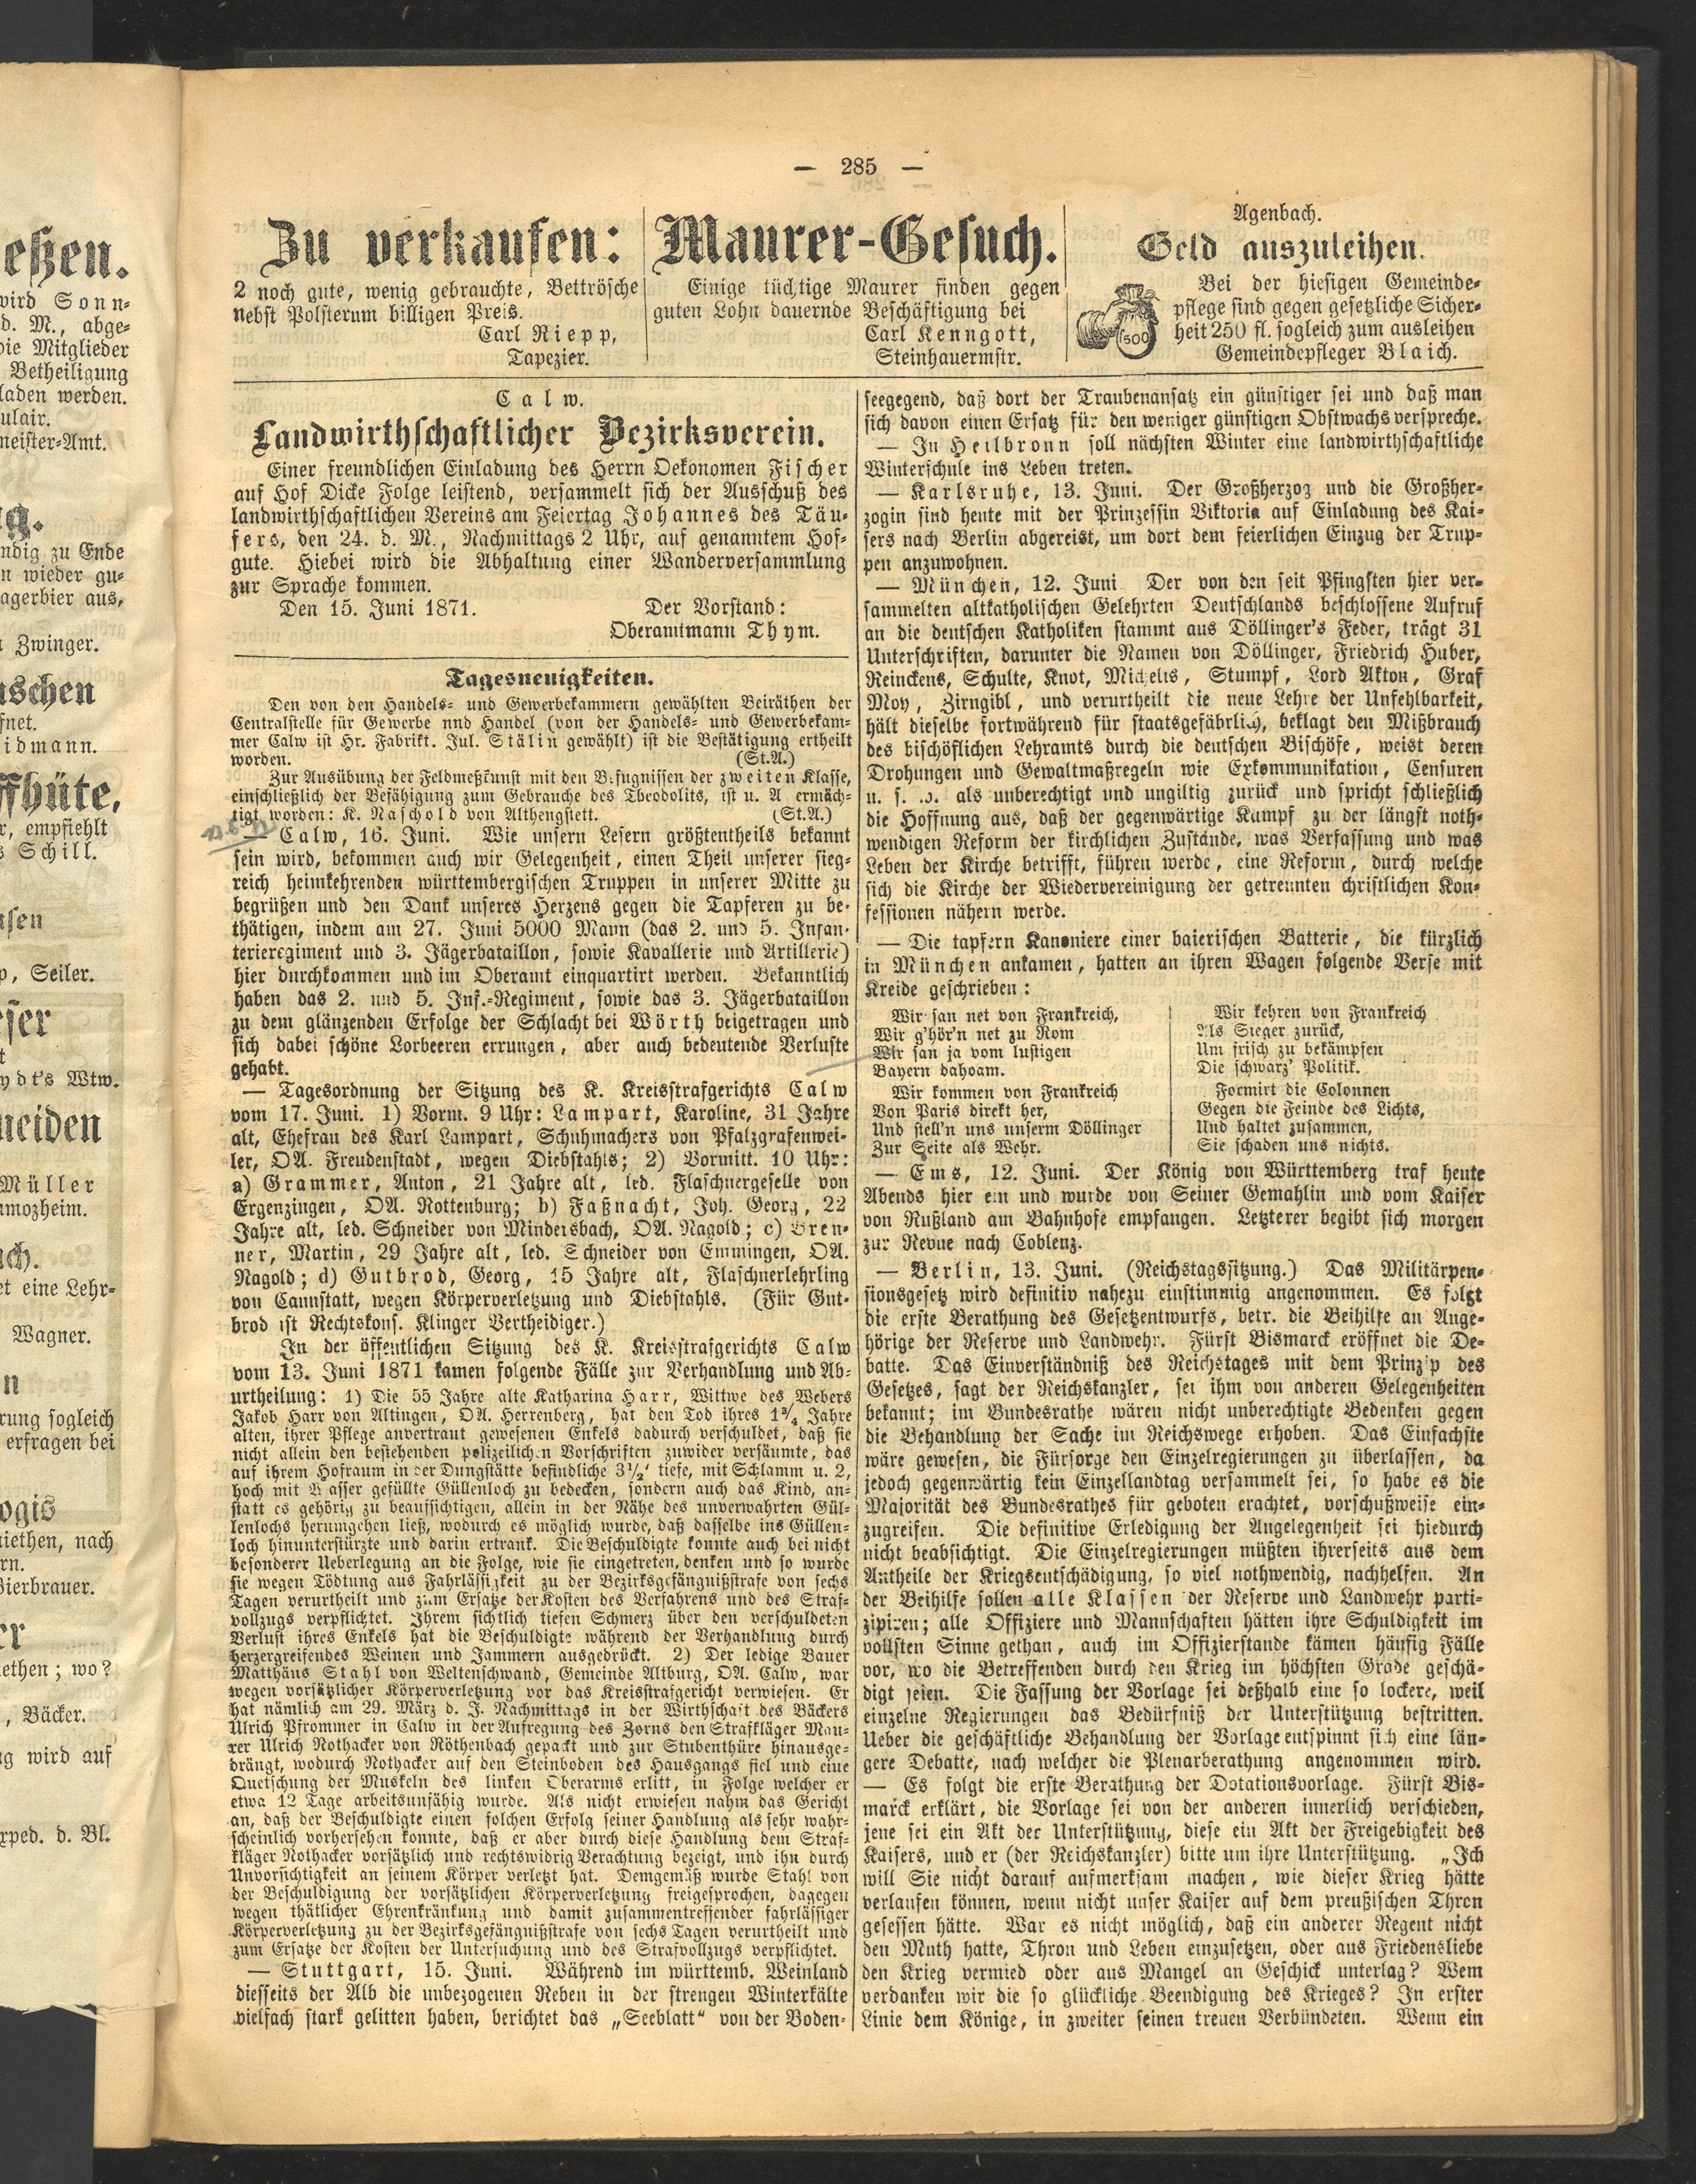 — 285 —
Zu verkaufen:
2 noch gute, wenig gebrauchte, Bettrösche
nebst Polsterum billigen Preis.
Carl Riepp,
Tapezier.
Maurer-Gesuch.
Einige tüchtige Maurer finden gegen
guten Lohn dauernde Beschäftigung bei
Carl Kenngott,
Steinhauermstr.
Agenbach.
Geld auszuleihen.
Bei der hiesigen Gemeinde-
pflege sind gegen gesetzliche Sicher-
heit 250 fl. sogleich zum ausleihen
Gemeindepfleger Blaich.
f500
Calw.
Landwirthschaftlicher Bezirksverein.
Einer freundlichen Einladung des Herrn Oekonomen Fischer
auf Hof Dicke Folge leistend, versammelt sich der Ausschuß des
landwirthschaftlichen Vereins am Feiertag Johannes des Täu-
fers, den 24. d. M., Nachmittags 2 Uhr, auf genanntem Hof-
gute. Hiebei wird die Abhaltung einer Wanderversammlung
zur Sprache kommen.
Den 15. Juni 1871. Der Vorstand:
Oberamtmann Thym.
Tagesneuigkeiten.
Den von den Handels- und Gewerbekammern gewählten Beiräthen der
Centralstelle für Gewerbe nnd Handel (von der Handels- und Gewerbekam-
mer Calw ist Hr. Fabrikt. Jul. Stälin gewählt) ist die Bestätigung ertheilt
worden. (St.A.)
Zur Ausübung der Feldmeßkunst mit den Befugnissen der zweiten Klasse,
einschließlich der Befähigung zum Gebrauche des Theodolits, ist u. A ermäch-
tigt worden: K. Naschold von Althengstett. (St.A.)
— Calw, 16. Juni. Wie unsern Lesern größtentheils bekannt
sein wird, bekommen auch wir Gelegenheit, einen Theil unserer sieg-
reich heimkehrenden württembergischen Truppen in unserer Mitte zu
begrüßen und den Dank unseres Herzens gegen die Tapferen zu be-
thätigen, indem am 27. Juni 5000 Mann (das 2. und 5. Infan-
terieregiment und 3. Jägerbataillon, sowie Kavallerie und Artillerie)
hier durchkommen und im Oberamt einquartirt werden. Bekanntlich
haben das 2. und 5. Inf.-Regiment, sowie das 3. Jägerbataillon
zu dem glänzenden Erfolge der Schlacht bei Wörth beigetragen und
sich dabei schöne Lorbeeren errungen, aber auch bedeutende Verluste
gehabt.
— Tagesordnung der Sitzung des K. Kreisstrafgerichts Calw
vom 17. Juni. 1) Vorm. 9 Uhr: Lampart, Karoline, 31 Jahre
alt, Ehefrau des Karl Lampart, Schuhmachers von Pfalzgrafenwei-
ler, OA. Freudenstadt, wegen Diebstahls; 2) Vormitt. 10 Uhr:
a) Grammer, Anton, 21 Jahre alt, led. Flaschnergeselle von
Ergenzingen, OA. Rottenburg; b) Faßnacht, Joh. Georg, 22
Jahre alt, led. Schneider von Mindersbach, OA. Nagold; c) Bren-
ner, Martin, 29 Jahre alt, led. Schneider von Emmingen, OA.
Nagold; d) Gutbrod, Georg, 15 Jahre alt, Flaschnerlehrling
von Cannstatt, wegen Körperverletzung und Diebstahls. (Für Gut-
brod ist Rechtskons. Klinger Vertheidiger.)
In der öffentlichen Sitzung des K. Kreisstrafgerichts Calw
vom 13. Juni 1871 kamen folgende Fälle zur Verhandlung und Ab-
urtheilung: 1) Die 55 Jahre alte Katharina Harr, Wittwe des Webers
Jakob Harr von Altingen, OA. Herrenberg, hat den Tod ihres 1¾ Jahre
alten, ihrer Pflege anvertraut gewesenen Enkels dadurch verschuldet, daß sie
nicht allein den bestehenden polizeilichen Vorschriften zuwider versäumte, das
auf ihrem Hofraum in der Dungstätte befindliche 3½' tiefe, mit Schlamm u. 2,
hoch mit Wasser gefüllte Güllenloch zu bedecken, sondern auch das Kind, an-
statt es gehörig zu beaufsichtigen, allein in der Nähe des unverwahrten Gül-
lenlochs herumgehen ließ, wodurch es möglich wurde, daß dasselbe ins Güllen-
loch hinunterstürzte und darin ertrank. Die Beschuldigte konnte auch bei nicht
besonderer Ueberlegung an die Folge, wie sie eingetreten, denken und so wurde
sie wegen Tödtung aus Fahrlässigkeit zu der Bezirksgefängnißstrafe von sechs
Tagen verurtheilt und zum Ersatze der Kosten des Verfahrens und des Straf-
vollzugs verpflichtet. Ihrem sichtlich tiefen Schmerz über den verschuldeten
Verlust ihres Enkels hat die Beschuldigte während der Verhandlung durch
herzergreifendes Weinen und Jammern ausgedrückt. 2) Der ledige Bauer
Matthäus Stahl von Weltenschwand, Gemeinde Altburg, OA. Calw, war
wegen vorsätzlicher Körperverletzung vor das Kreisstrafgericht verwiesen. Er
hat nämlich am 29. März d. J. Nachmittags in der Wirthschaft des Bäckers
Ulrich Pfrommer in Calw in der Aufregung des Zorns den Strafkläger Mau-
rer Ulrich Rothacker von Röthenbach gepackt und zur Stubenthüre hinausge-
drängt, wodurch Rothacker auf den Steinboden des Hausgangs fiel und eine
Quetschung der Muskeln des linken Oberarms erlitt, in Folge welcher er
etwa 12 Tage arbeitsunfähig wurde. Als nicht erwiesen nahm das Gericht
an, daß der Beschuldigte einen solchen Erfolg seiner Handlung als sehr wahr-
scheinlich vorhersehen konnte, daß er aber durch diese Handlung dem Straf-
kläger Rothacker vorsätzlich und rechtswidrig Verachtung bezeigt, und ihn durch
Unvorsichtigkeit an seinem Körper verletzt hat. Demgemäß wurde Stahl von
der Beschuldigung der vorsätzlichen Körperverletzung freigesprochen, dagegen
wegen thätlicher Ehrenkränkung und damit zusammentreffender fahrlässiger
Körperverletzung zu der Bezirksgefängnißstrafe von sechs Tagen verurtheilt und
zum Ersatze der Kosten der Untersuchung und des Strafvollzugs verpflichtet.
— Stuttgart, 15. Juni. Während im württemb. Weinland
diesseits der Alb die unbezogenen Reben in der strengen Winterkälte
vielfach stark gelitten haben, berichtet das „Seeblatt“ von der Boden-
seegegend, daß dort der Traubenansatz ein günstiger sei und daß man
sich davon einen Ersatz für den weniger günstigen Obstwachs verspreche.
— In Heilbronn soll nächsten Winter eine landwirthschaftliche
Winterschule ins Leben treten.
— Karlsruhe, 13. Juni. Der Großherzog und die Großher-
zogin sind heute mit der Prinzessin Viktoria auf Einladung des Kai-
sers nach Berlin abgereist, um dort dem feierlichen Einzug der Trup-
pen anzuwohnen.
— München, 12. Juni Der von den seit Pfingsten hier ver-
sammelten altkatholischen Gelehrten Deutschlands beschlossene Aufruf
an die deutschen Katholiken stammt aus Döllinger's Feder, trägt 31
Unterschriften, darunter die Namen von Döllinger, Friedrich Huber,
Reinckens, Schulte, Knot, Michelis, Stumpf, Lord Akton, Graf
Moy, Zirngibl, und verurtheilt die neue Lehre der Unfehlbarkeit,
hält dieselbe fortwährend für staatsgefährlich, beklagt den Mißbrauch
des bischöflichen Lehramts durch die deutschen Bischöfe, weist deren
Drohungen und Gewaltmaßregeln wie Exkommunikation, Censuren
u. s. w. als unberechtigt und ungiltig zurück und spricht schließlich
die Hoffnung aus, daß der gegenwärtige Kampf zu der längst noth-
wendigen Reform der kirchlichen Zustände, was Verfassung und was
Leben der Kirche betrifft, führen werde, eine Reform, durch welche
sich die Kirche der Wiedervereinigung der getrennten christlichen Kon-
fessionen nähern werde.
— Die tapfern Kanoniere einer baierischen Batterie, die kürzlich
in München ankamen, hatten an ihren Wagen folgende Verse mit
Kreide geschrieben:
Wir san net von Frankreich,
Wir g'hör'n net zu Rom
Wir san ja vom lustigen
Bayern dahoam.
Wir kommen von Frankreich
Von Paris direkt her,
Und stell'n uns unserm Döllinger
Zur Seite als Wehr.
Wir kehren von Frankreich
Als Sieger zurück,
Um frisch zu bekämpfen
Die schwarz' Politik.
Formirt die Colonnen
Gegen die Feinde des Lichts,
Und haltet zusammen,
Sie schaden uns nichts.
— Ems, 12. Juni. Der König von Württemberg traf heute
Abends hier ein und wurde von Seiner Gemahlin und vom Kaiser
von Rußland am Bahnhofe empfangen. Letzterer begibt sich morgen
zur Revue nach Coblenz.
— Berlin, 13. Juni. (Reichstagssitzung.) Das Militärpen-
sionsgesetz wird definitiv nahezu einstimmig angenommen. Es folgt
die erste Berathung des Gesetzentwurfs, betr. die Beihilfe an Ange-
hörige der Reserve und Landwehr. Fürst Bismarck eröffnet die De-
batte. Das Einverständniß des Reichstages mit dem Prinzip des
Gesetzes, sagt der Reichskanzler, sei ihm von anderen Gelegenheiten
bekannt; im Bundesrathe wären nicht unberechtigte Bedenken gegen
die Behandlung der Sache im Reichswege erhoben. Das Einfachste
wäre gewesen, die Fürsorge den Einzelregierungen zu überlassen, da
jedoch gegenwärtig kein Einzellandtag versammelt sei, so habe es die
Majorität des Bundesrathes für geboten erachtet, vorschußweise ein-
zugreifen. Die definitive Erledigung der Angelegenheit sei hiedurch
nicht beabsichtigt. Die Einzelregierungen müßten ihrerseits aus dem
Antheile der Kriegsentschädigung, so viel nothwendig, nachhelfen. An
der Beihilfe sollen alle Klassen der Reserve und Landwehr parti-
zipiren; alle Offiziere und Mannschaften hätten ihre Schuldigkeit im
vollsten Sinne gethan, auch im Offizierstande kämen häufig Fälle
vor, wo die Betreffenden durch den Krieg im höchsten Grade geschä-
digt seien. Die Fassung der Vorlage sei deßhalb eine so lockere, weil
einzelne Regierungen das Bedürfniß der Unterstützung bestritten.
Ueber die geschäftliche Behandlung der Vorlage entspinnt sich eine län-
gere Debatte, nach welcher die Plenarberathung angenommen wird.
— Es folgt die erste Berathung der Dotationsvorlage. Fürst Bis-
marck erklärt, die Vorlage sei von der anderen innerlich verschieden,
jene sei ein Akt der Unterstützung, diese ein Akt der Freigebigkeit des
Kaisers, und er (der Reichskanzler) bitte um ihre Unterstützung. „Ich
will Sie nicht darauf aufmerksam machen, wie dieser Krieg hätte
verlaufen können, wenn nicht unser Kaiser auf dem preußischen Thron
gesessen hätte. War es nicht möglich, daß ein anderer Regent nicht
den Muth hatte, Thron und Leben einzusetzen, oder aus Friedensliebe
den Krieg vermied oder aus Mangel an Geschick unterlag? Wem
verdanken wir die so glückliche Beendigung des Krieges? In erster
Linie dem Könige, in zweiter seinen treuen Verbündeten. Wenn ein